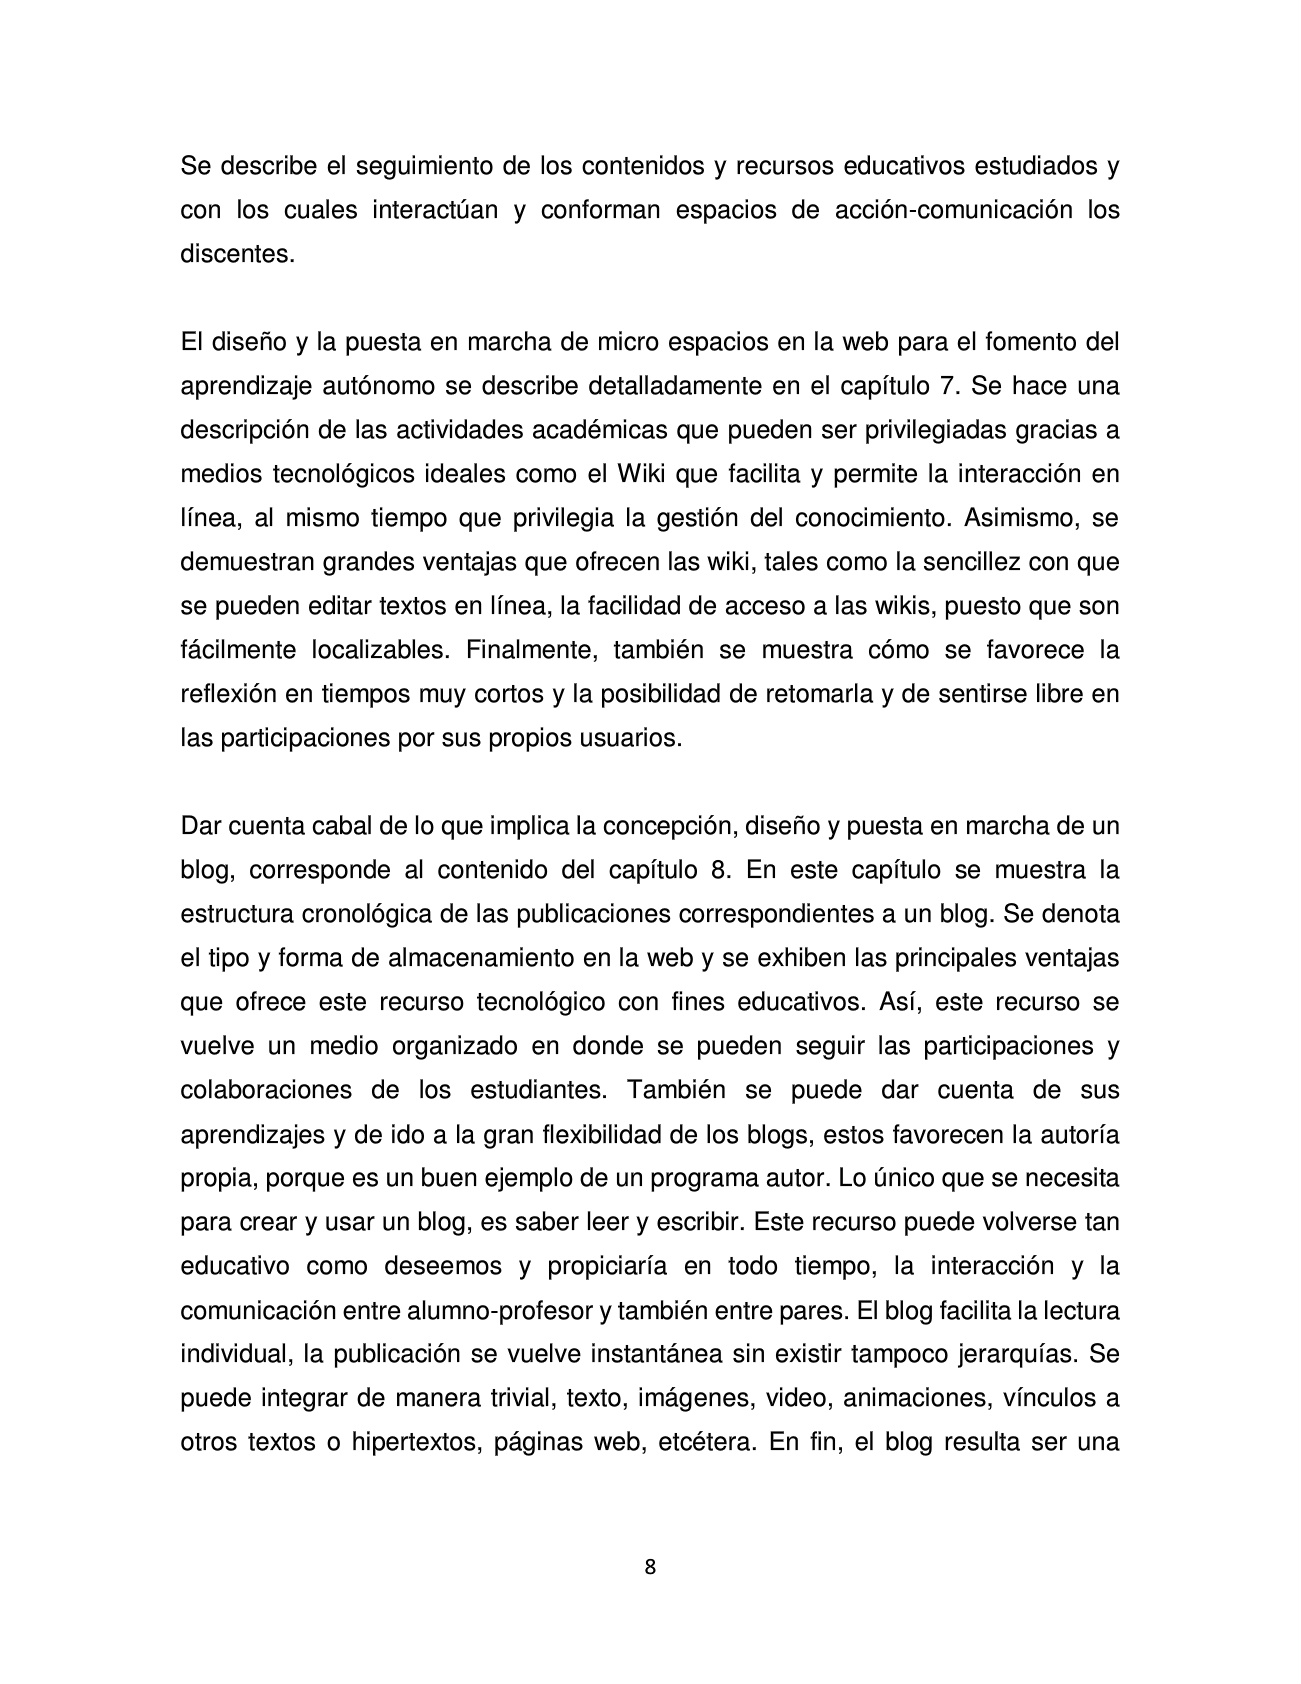 Se describe el seguimiento de los contenidos y recursos educativos estudiados y
con los cuales interactúan y conforman espacios de acción-comunicación los
discentes.
El diseño y la puesta en marcha de micro espacios en la web para el fomento del
aprendizaje autónomo se describe detalladamente en el capítulo 7. Se hace una
descripción de las actividades académicas que pueden ser privilegiadas gracias a
medios tecnológicos ideales como el Wiki que facilita y permite la interacción en
línea, al mismo tiempo que privilegia la gestión del conocimiento. Asimismo, se
demuestran grandes ventajas que ofrecen las wiki, tales como la sencillez con que
se pueden editar textos en línea, la facilidad de acceso a las wikis, puesto que son
fácilmente localizables. Finalmente, también se muestra cómo se favorece la
reflexión en tiempos muy cortos y la posibilidad de retomarla y de sentirse libre en
las participaciones por sus propios usuarios.
Dar cuenta cabal de lo que implica la concepción, diseño y puesta en marcha de un
blog, corresponde al contenido del capítulo 8. En este capítulo se muestra la
estructura cronológica de las publicaciones correspondientes a un blog. Se denota
el tipo y forma de almacenamiento en la web y se exhiben las principales ventajas
que ofrece este recurso tecnológico con fines educativos. Así, este recurso se
vuelve un medio organizado en donde se pueden seguir las participaciones y
colaboraciones de los estudiantes. También se puede dar cuenta de sus
aprendizajes y de ido a la gran flexibilidad de los blogs, estos favorecen la autoría
propia, porque es un buen ejemplo de un programa autor. Lo único que se necesita
para crear y usar un blog, es saber leer y escribir. Este recurso puede volverse tan
educativo como deseemos y propiciaría en todo tiempo, la interacción y la
comunicación entre alumno-profesor y también entre pares. El blog facilita la lectura
individual, la publicación se vuelve instantánea sin existir tampoco jerarquías. Se
puede integrar de manera trivial, texto, imágenes, video, animaciones, vínculos a
otros textos o hipertextos, páginas web, etcétera. En fin, el blog resulta ser una
8